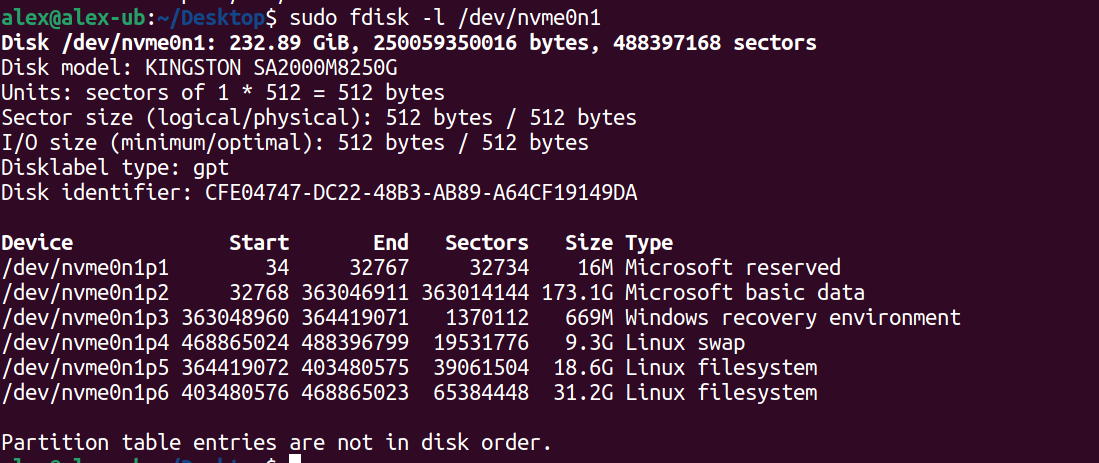 alex@alex-ub:~/Desktop$ sudo fdisk -l /dev/nvme0n1
Disk /dev/nvme0n1: 232.89 GiB, 250059350016 bytes, 488397168 sectors
Disk model: KINGSTON SA2000M8250G
Units: sectors of 1 * 512 = 512 bytes
Sector size (logical/physical): 512 bytes / 512 bytes
I/O size (minimum/optimal): 512 bytes / 512 bytes
Disklabel type: gpt
Disk identifier: CFE04747-DC22-48B3-AB89-A64CF19149DA

Device Start End Sectors Size Type
/dev/nvme0n1p1 34 32767 32734 16M Microsoft reserved
/dev/nvme0n1p2 32768 363046911 363014144 173.1G Microsoft basic data
/dev/nvme0n1p3 363048960 364419071 1370112 669M Windows recovery environment
/dev/nvme0n1p4 468865024 488396799 19531776 9.3G Linux swap
/dev/nvme0n1p5 364419072 403480575 39061504 18.6G Linux filesystem
/dev/nvme0n1p6 403480576 468865023 65384448 31.2G Linux filesystem

Partition table entries are not in disk order.